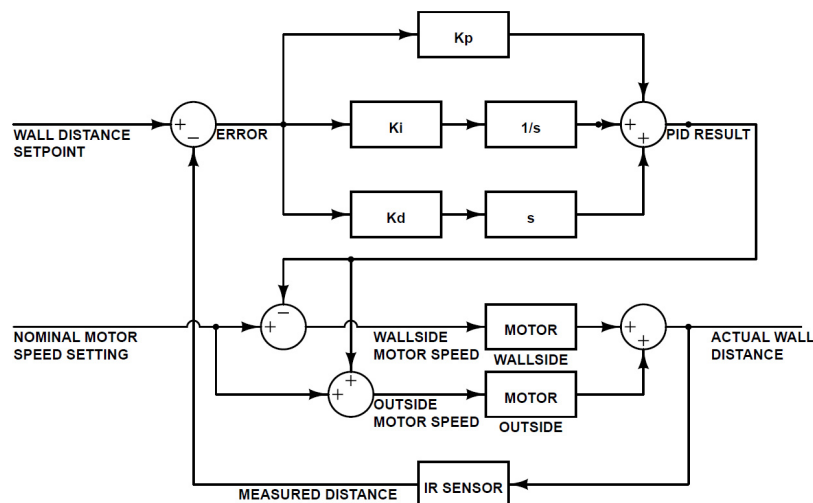 Kp
+
+
−
WALL DISTANCE
SETPOINT
ERROR
Ki
1/s
+
+
+
PID RESULT
Kd
s
−
+
NOMINAL MOTOR
SPEED SETTING
WALLSIDE
MOTOR SPEED
MOTOR
WALLSIDE
+
+
ACTUAL WALL
DISTANCE
+
+
OUTSIDE
MOTOR SPEED
MOTOR
OUTSIDE
MEASURED DISTANCE
IR SENSOR